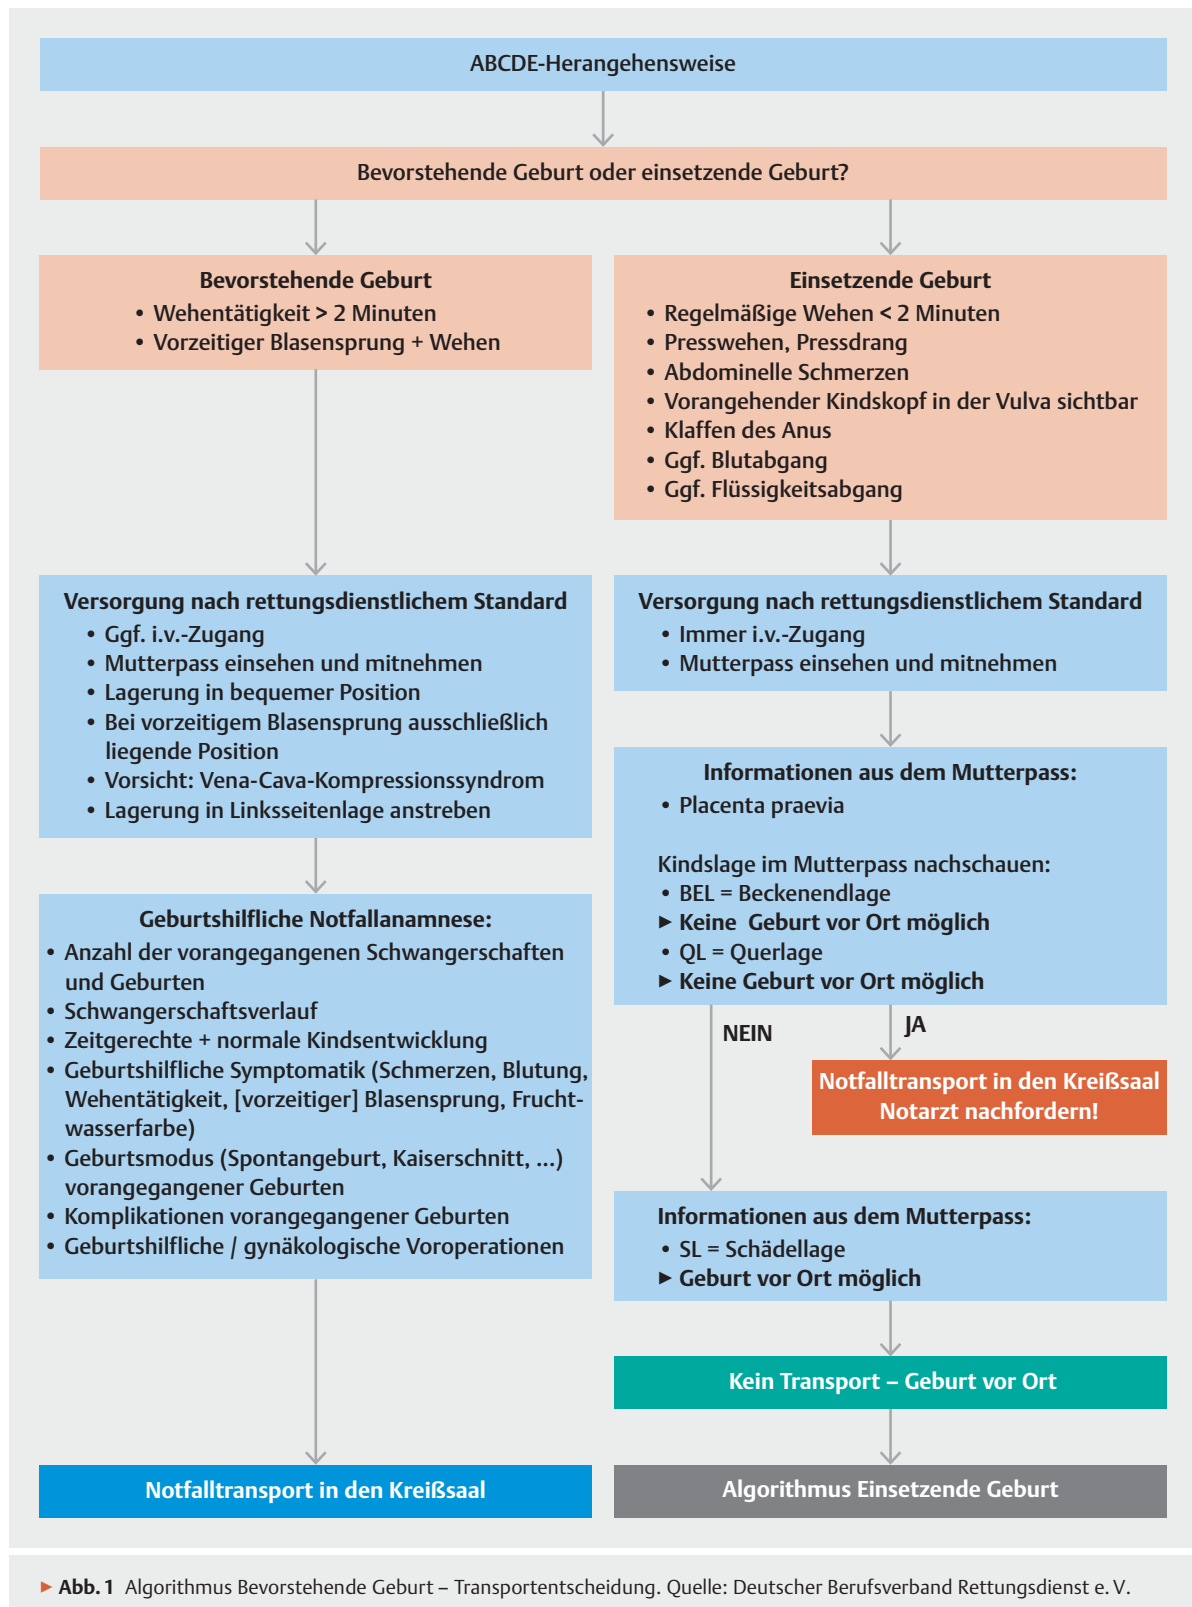 ABCDE-Herangehensweise
Bevorstehende Geburt oder einsetzende Geburt?
Bevorstehende Geburt
• Wehentätigkeit > 2 Minuten
• Vorzeitiger Blasensprung + Wehen
Versorgung nach rettungsdienstlichem Standard
• Ggf. i.v.-Zugang
• Mutterpass einsehen und mitnehmen
• Lagerung in bequemer Position
• Bei vorzeitigem Blasensprung ausschließlich
liegende Position
• Vorsicht: Vena-Cava-Kompressionssyndrom
• Lagerung in Linksseitenlage anstreben
Geburtshilfliche Notfallanamnese:
• Anzahl der vorangegangenen Schwangerschaften
und Geburten
• Schwangerschaftsverlauf
• Zeitgerechte + normale Kindsentwicklung
• Geburtshilfliche Symptomatik (Schmerzen, Blutung,
Wehentätigkeit, [vorzeitiger] Blasensprung, Frucht-
wasserfarbe)
• Geburtsmodus (Spontangeburt, Kaiserschnitt, ...)
vorangegangener Geburten
• Komplikationen vorangegangener Geburten
• Geburtshilfliche / gynäkologische Voroperationen
Notfalltransport in den Kreißsaal
Einsetzende Geburt
• Regelmäßige Wehen < 2 Minuten
• Presswehen, Pressdrang
• Abdominelle Schmerzen
• Vorangehender Kindskopf in der Vulva sichtbar
• Klaffen des Anus
• Ggf. Blutabgang
• Ggf. Flüssigkeitsabgang
Versorgung nach rettungsdienstlichem Standard
• Immer i.v.-Zugang
• Mutterpass einsehen und mitnehmen
Informationen aus dem Mutterpass:
• Placenta praevia
Kindslage im Mutterpass nachschauen:
• BEL = Beckenendlage
► Keine Geburt vor Ort möglich
• QL = Querlage
► Keine Geburt vor Ort möglich
NEIN
JA
Notfalltransport in den Kreißsaal
Notarzt nachfordern!
Informationen aus dem Mutterpass:
• SL = Schädellage
► Geburt vor Ort möglich
Kein Transport – Geburt vor Ort
Algorithmus Einsetzende Geburt
► Abb. 1 Algorithmus Bevorstehende Geburt – Transportentscheidung. Quelle: Deutscher Berufsverband Rettungsdienst e. V.